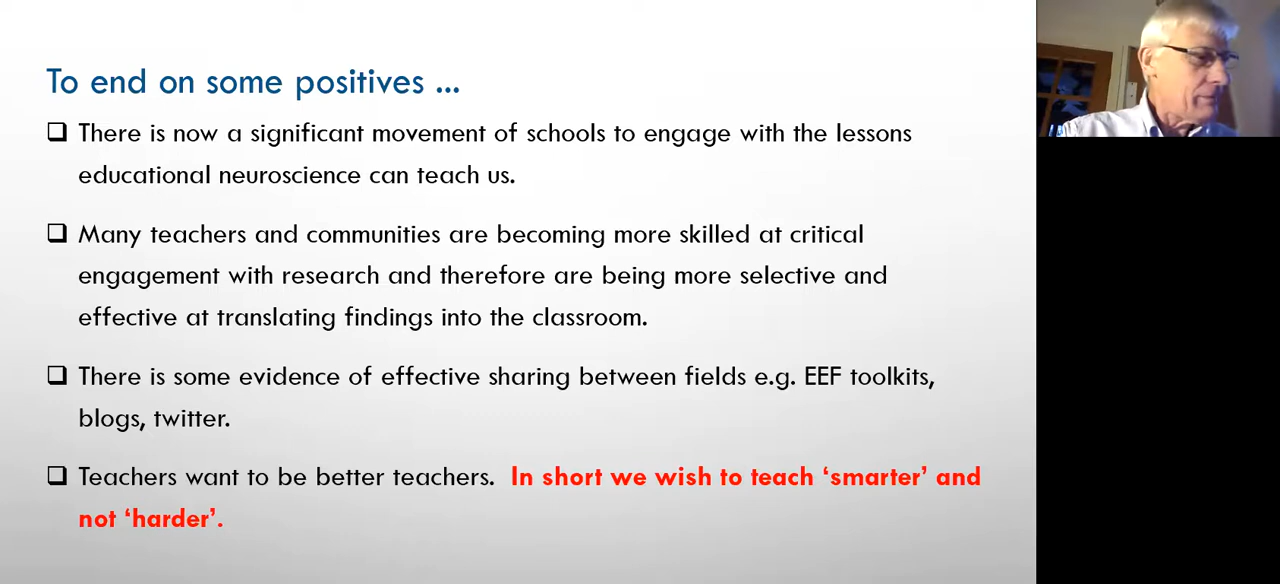 To end on some positives ...
There is now a significant movement of schools to engage with the lessons
educational neuroscience can teach us.
Many teachers and communities are becoming more skilled at critical
engagement with research and therefore are being more selective and
effective at translating findings into the classroom.
There is some evidence of effective sharing between fields e.g. EEF toolkits,
blogs, twitter.
Teachers want to be better teachers. In short we wish to teach ‘smarter’ and
not ‘harder’.